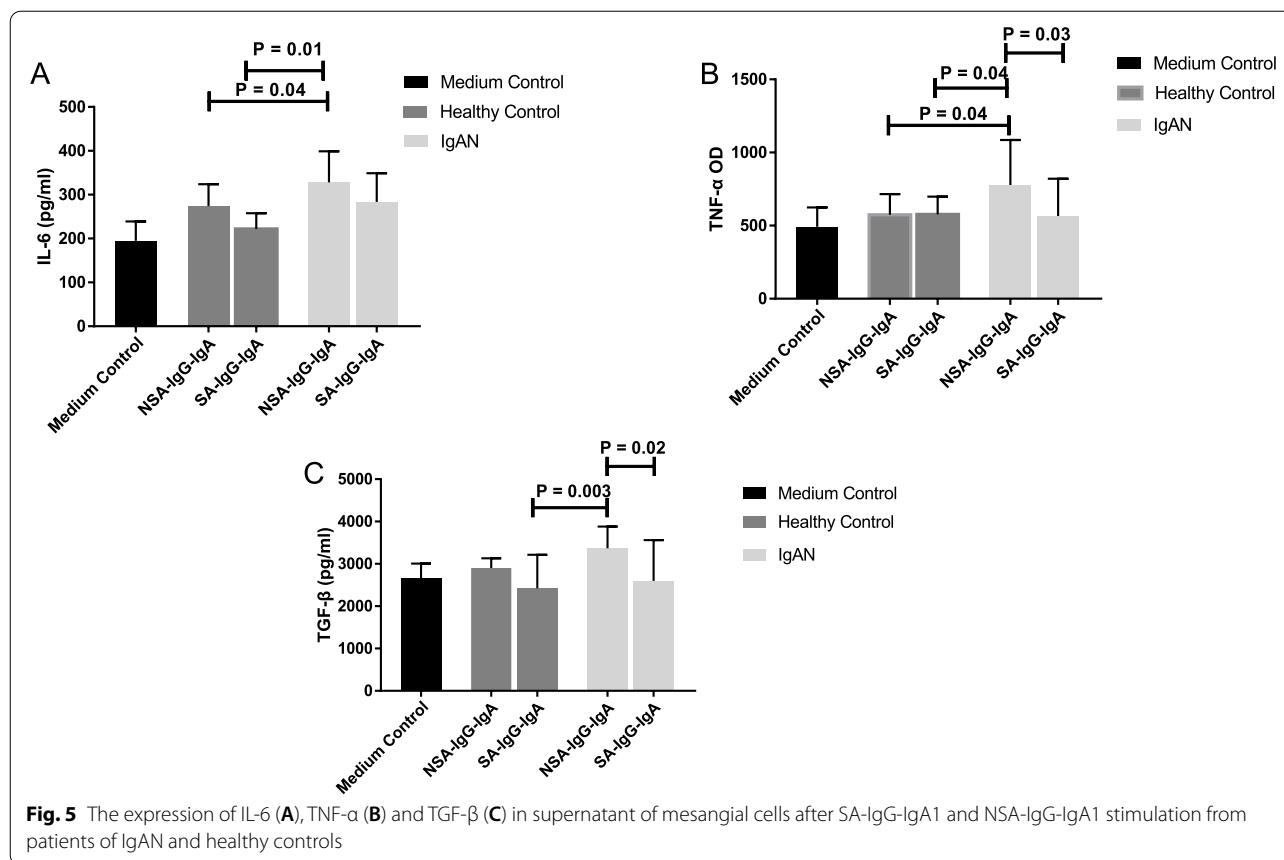 A
P = 0.01
P = 0.04
Medium Control
Healthy Control
IgAN
IL-6 (pg/ml)
500
400
300
200
100
0
Medium Control
NSA-IgG-IgA
SA-IgG-IgA
NSA-IgG-IgA
SA-IgG-IgA
B
P = 0.03
P = 0.04
P = 0.04
Medium Control
Healthy Control
IgAN
TNF-α OD
1500
1000
500
0
Medium Control
NSA-IgG-IgA
SA-IgG-IgA
NSA-IgG-IgA
SA-IgG-IgA
C
P = 0.02
P = 0.003
Medium Control
Healthy Control
IgAN
TGF-β (pg/ml)
5000
4000
3000
2000
1000
0
Medium Control
NSA-IgG-IgA
SA-IgG-IgA
NSA-IgG-IgA
SA-IgG-IgA
Fig. 5 The expression of IL-6 (A), TNF-α (B) and TGF-β (C) in supernatant of mesangial cells after SA-IgG-IgA1 and NSA-IgG-IgA1 stimulation from
patients of IgAN and healthy controls